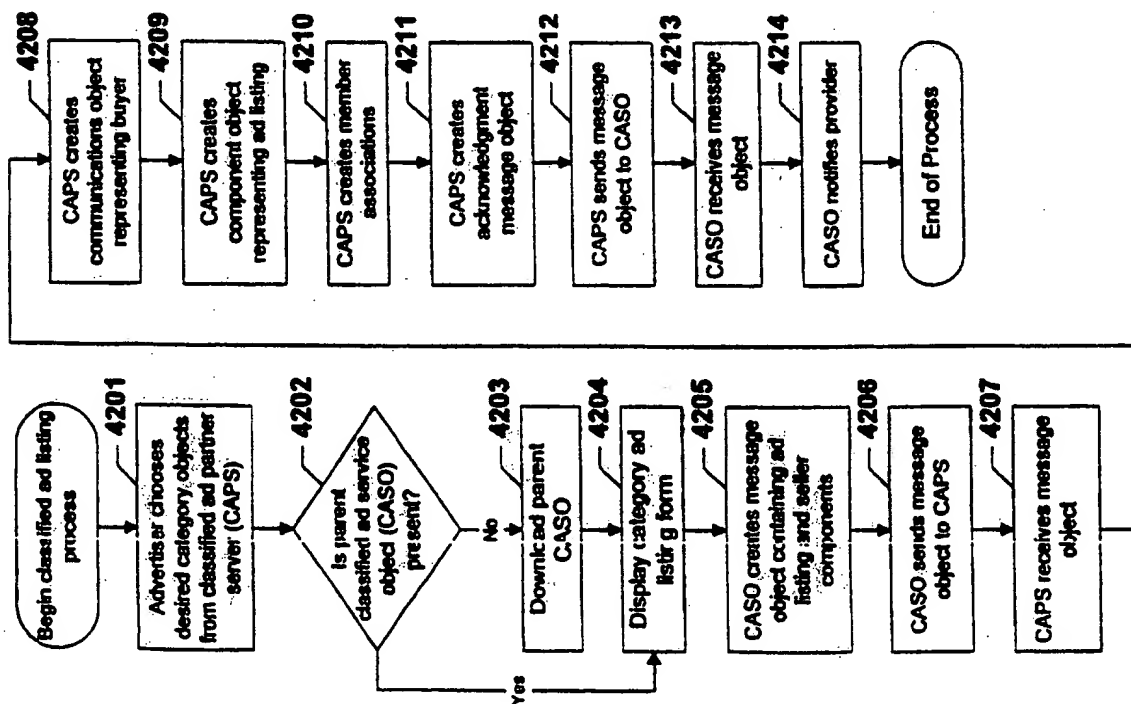 Begin classified ad listing
process
4201
Advertiser chooses
desired category objects
from classified ad partner
server (CAPS)
4202
Is parent
classified ad service
object (CASO)
present?
No
Yes
4203
Download parent
CASO
4204
Display category ad
listing form
4205
CASO creates message
object containing ad
listing and seller
components
4206
CASO sends message
object to CAPS
4207
CAPS receives message
object
4208
CAPS creates
communications object
representing buyer
4209
CAPS creates
component object
representing ad listing
4210
CAPS creates member
associations
4211
CAPS creates
acknowledgment
message object
4212
CAPS sends message
object to CASO
4213
CASO receives message
object
4214
CASO notifies provider
End of Process